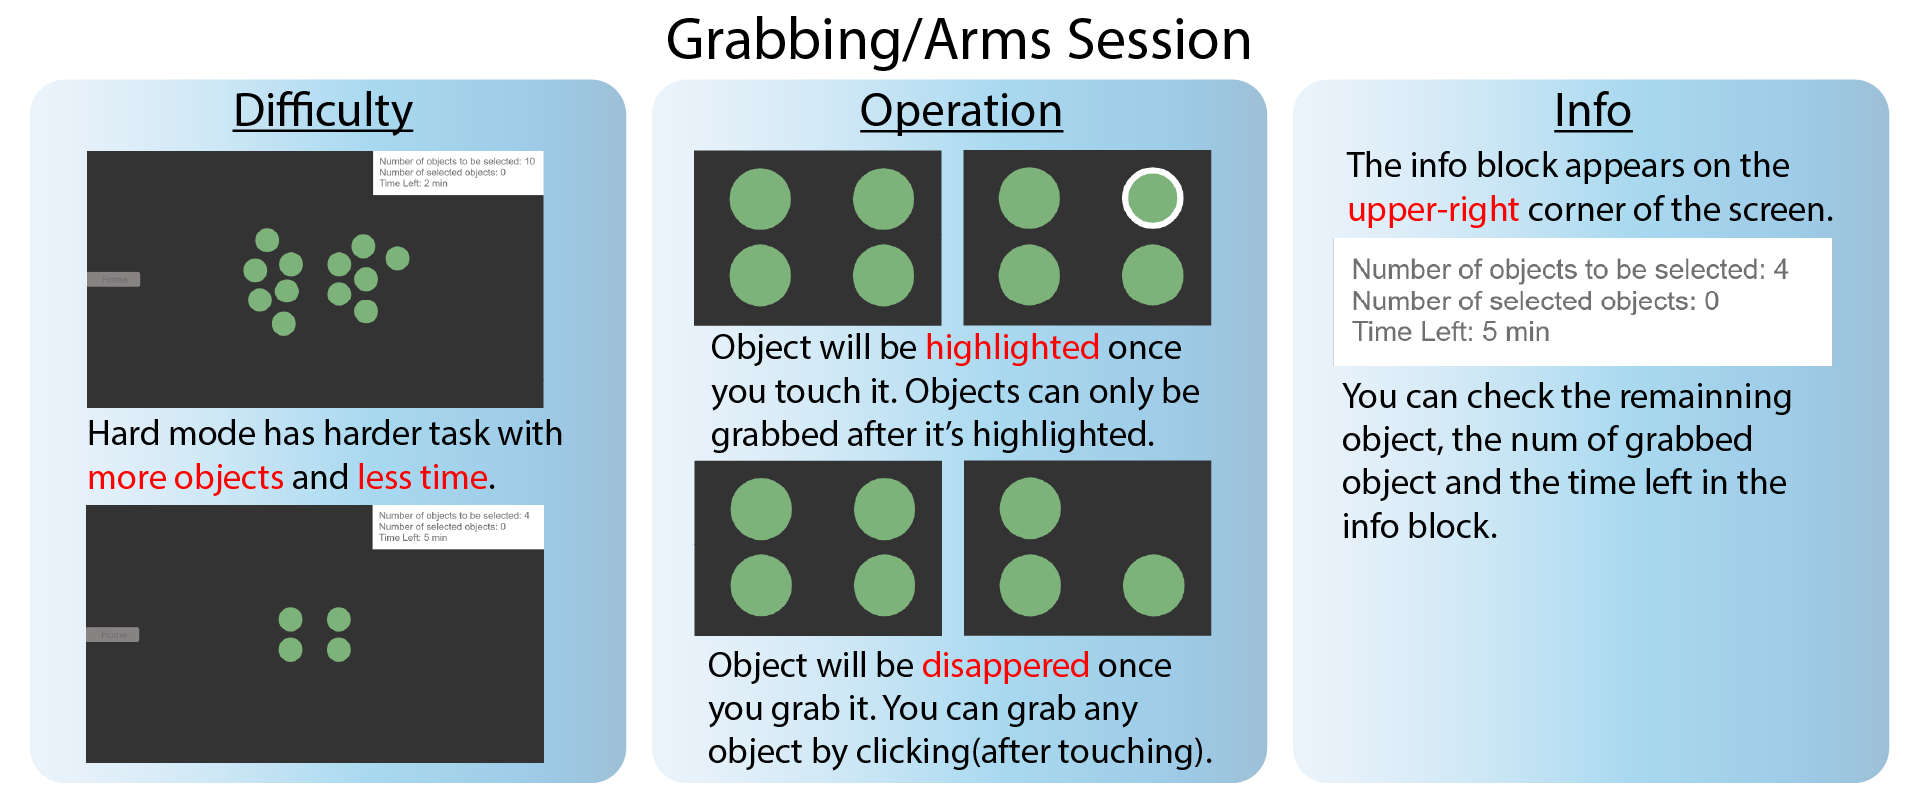 Grabbing/Arms Session
Difficulty
Number of objects to be selected: 10
Number of selected objects: 0
Time Left: 2 min
Home
Hard mode has harder task with
more objects and less time.
Number of objects to be selected: 4
Number of selected objects: 0
Time Left: 5 min
Home
Operation
Object will be highlighted once
you touch it. Objects can only be
grabbed after it's highlighted.
Object will be disappered once
you grab it. You can grab any
object by clicking(after touching).
Info
The info block appears on the
upper-right corner of the screen.
Number of objects to be selected: 4
Number of selected objects: 0
Time Left: 5 min
You can check the remainning
object, the num of grabbed
object and the time left in the
info block.